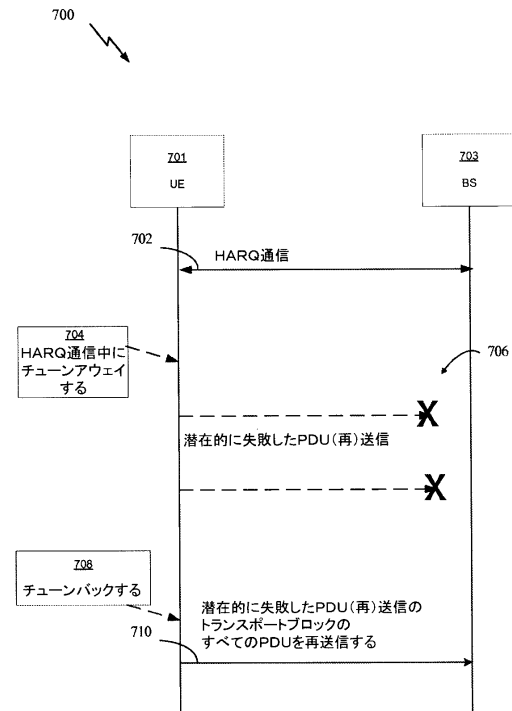 700
701
UE
703
BS
702
HARQ通信
704
HARQ通信中に
チューンアウェイ
する
706
X
潜在的に失敗したPDU(再)送信
X
708
チューンバックする
潜在的に失敗したPDU(再)送信の
トランスポートブロックの
すべてのPDUを再送信する
710